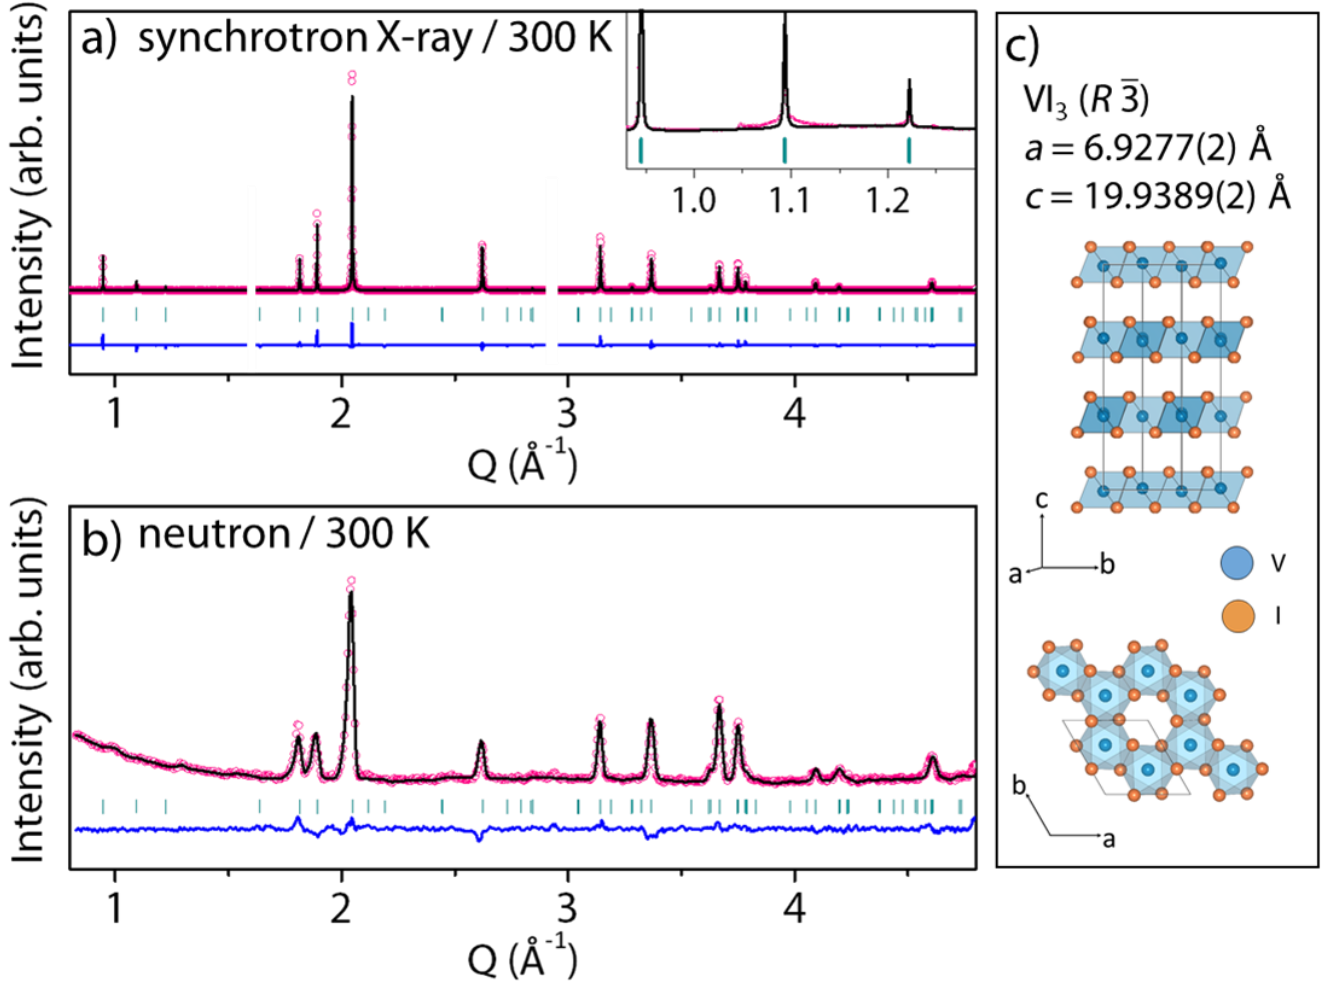 a) synchrotron X-ray / 300 K
Intensity (arb. units)
1.0 1.1 1.2
1 2 3 4
Q (Å⁻¹)
b) neutron / 300 K
Intensity (arb. units)
1 2 3 4
Q (Å⁻¹)
c)
VI₃ (R 3̅)
a = 6.9277(2) Å
c = 19.9389(2) Å
c
a b
V
I
b
a